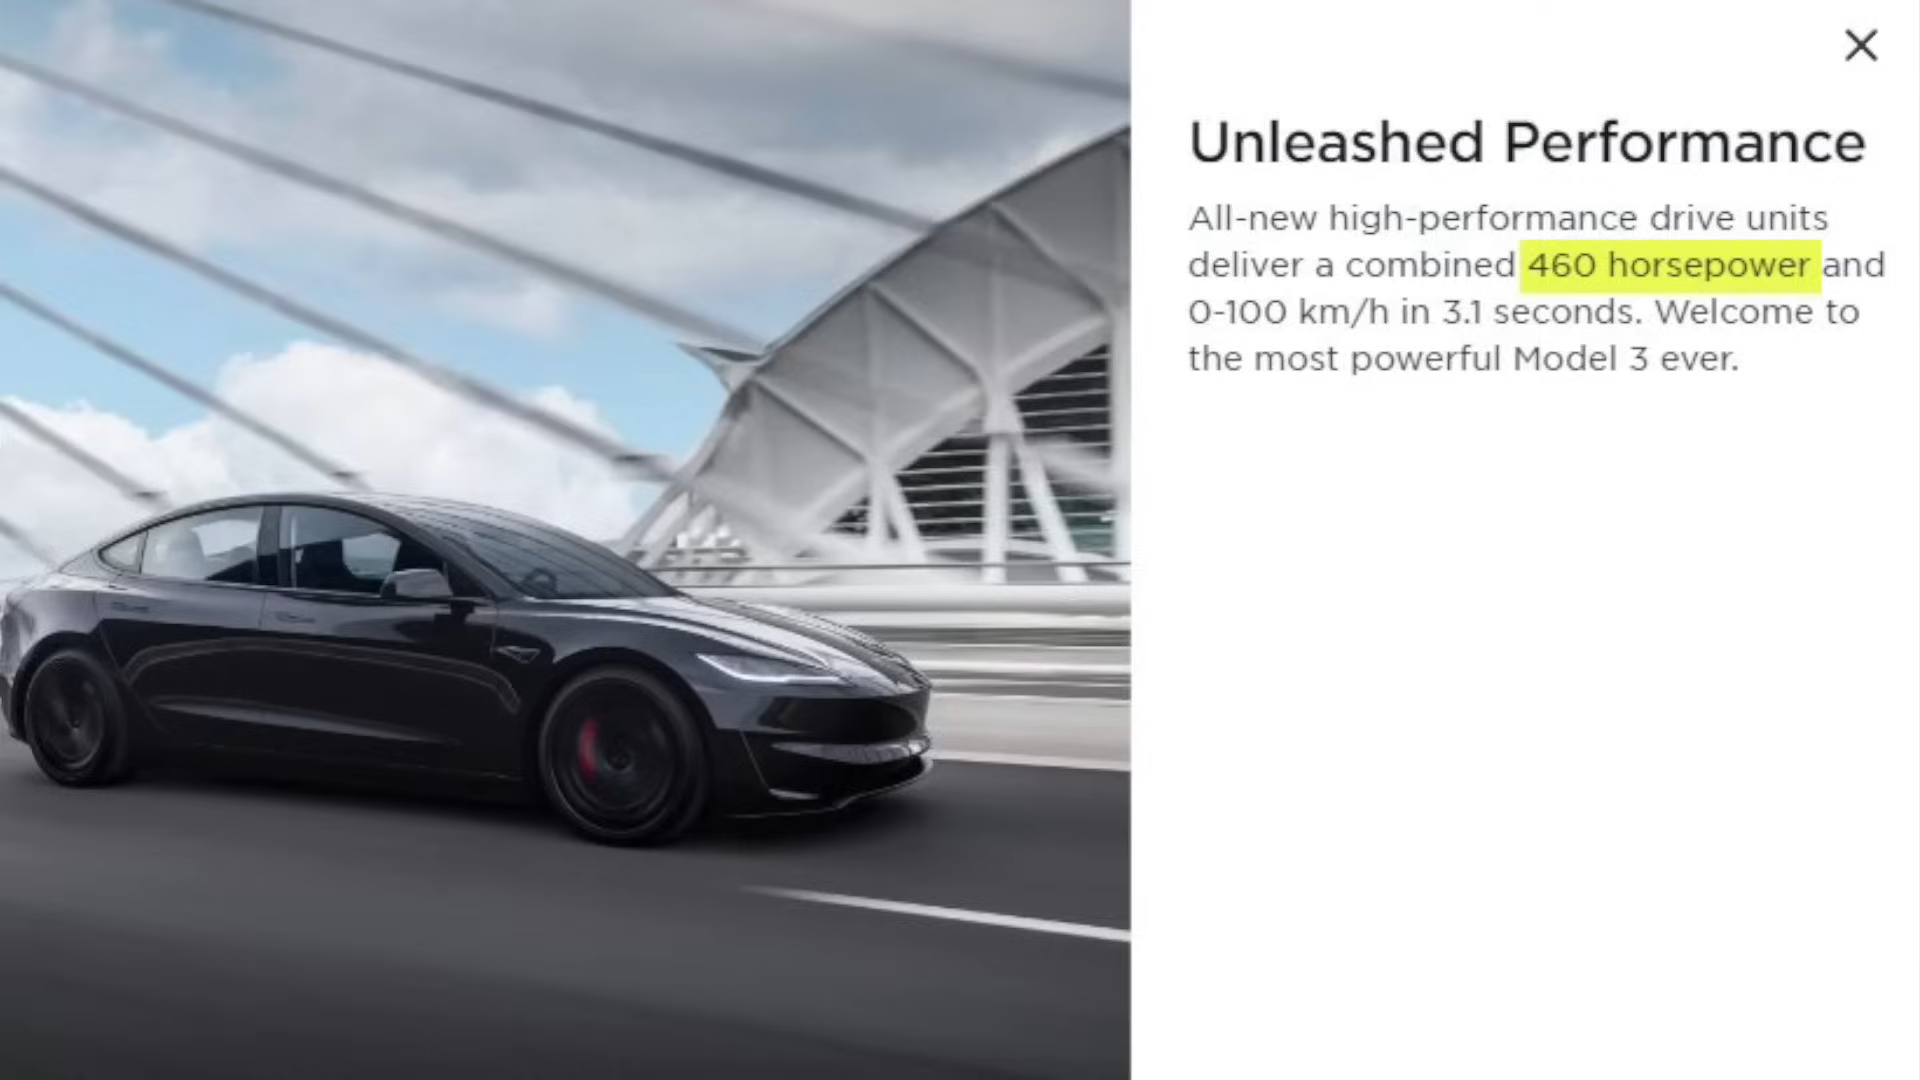 Unleashed Performance
All-new high-performance drive units
deliver a combined 460 horsepower and
0-100 km/h in 3.1 seconds. Welcome to
the most powerful Model 3 ever.